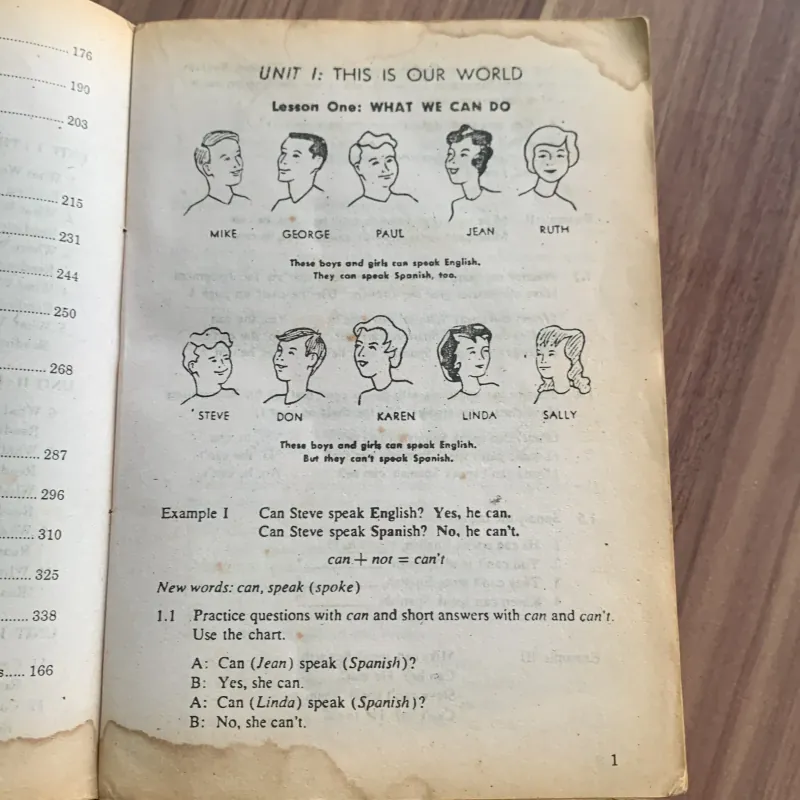 176
190
203
215
231
244
250
268
287
296
310
325
338
s..... 166
UNIT I: THIS IS OUR WORLD
Lesson One: WHAT WE CAN DO
MIKE GEORGE PAUL JEAN RUTH
These boys and girls can speak English.
They can speak Spanish, too.
STEVE DON KAREN LINDA SALLY
These boys and girls can speak English.
But they can't speak Spanish.
Example I Can Steve speak English? Yes, he can.
Can Steve speak Spanish? No, he can't.
can + not = can't
New words: can, speak (spoke)
1.1 Practice questions with can and short answers with can and can't.
Use the chart.
A: Can (Jean) speak (Spanish)?
B: Yes, she can.
A: Can (Linda) speak (Spanish)?
B: No, she can't.
1